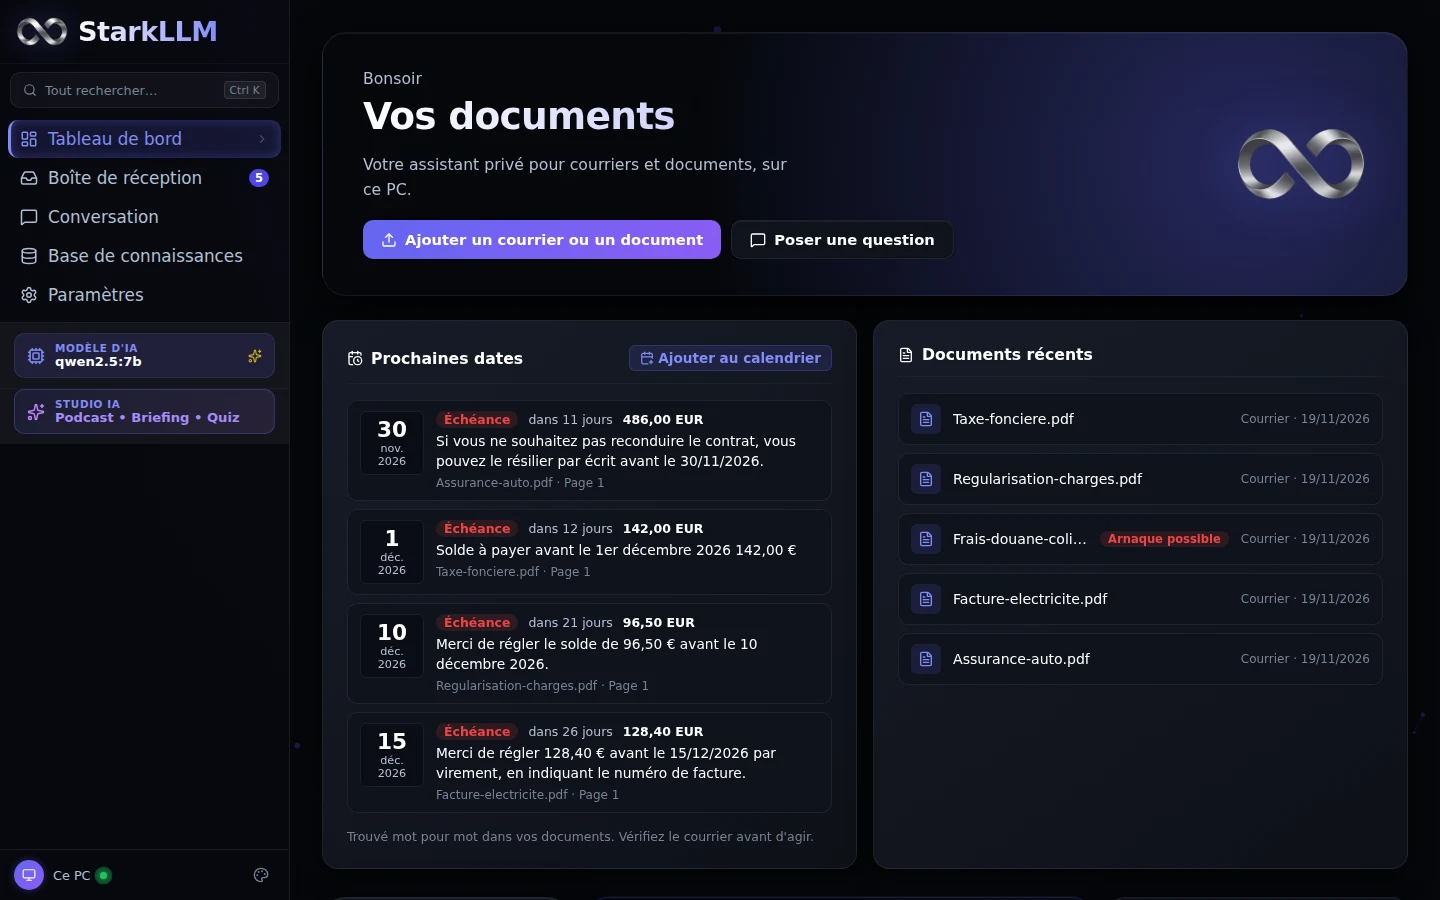 StarkLLM
Tout rechercher...
Ctrl K
Tableau de bord
Boîte de réception
5
Conversation
Base de connaissances
Paramètres
MODÈLE D'IA
qwen2.5:7b
STUDIO IA
Podcast • Briefing • Quiz
Ce PC
Bonsoir
Vos documents
Votre assistant privé pour courriers et documents, sur
ce PC.
Ajouter un courrier ou un document
Poser une question
Prochaines dates
Ajouter au calendrier
30
nov.
2026
Échéance dans 11 jours 486,00 EUR
Si vous ne souhaitez pas reconduire le contrat, vous
pouvez le résilier par écrit avant le 30/11/2026.
Assurance-auto.pdf · Page 1
1
déc.
2026
Échéance dans 12 jours 142,00 EUR
Solde à payer avant le 1er décembre 2026 142,00 €
Taxe-fonciere.pdf · Page 1
10
déc.
2026
Échéance dans 21 jours 96,50 EUR
Merci de régler le solde de 96,50 € avant le 10
décembre 2026.
Regularisation-charges.pdf · Page 1
15
déc.
2026
Échéance dans 26 jours 128,40 EUR
Merci de régler 128,40 € avant le 15/12/2026 par
virement, en indiquant le numéro de facture.
Facture-electricite.pdf · Page 1
Trouvé mot pour mot dans vos documents. Vérifiez le courrier avant d'agir.
Documents récents
Taxe-fonciere.pdf Courrier · 19/11/2026
Regularisation-charges.pdf Courrier · 19/11/2026
Frais-douane-coli... Arnaque possible Courrier · 19/11/2026
Facture-electricite.pdf Courrier · 19/11/2026
Assurance-auto.pdf Courrier · 19/11/2026